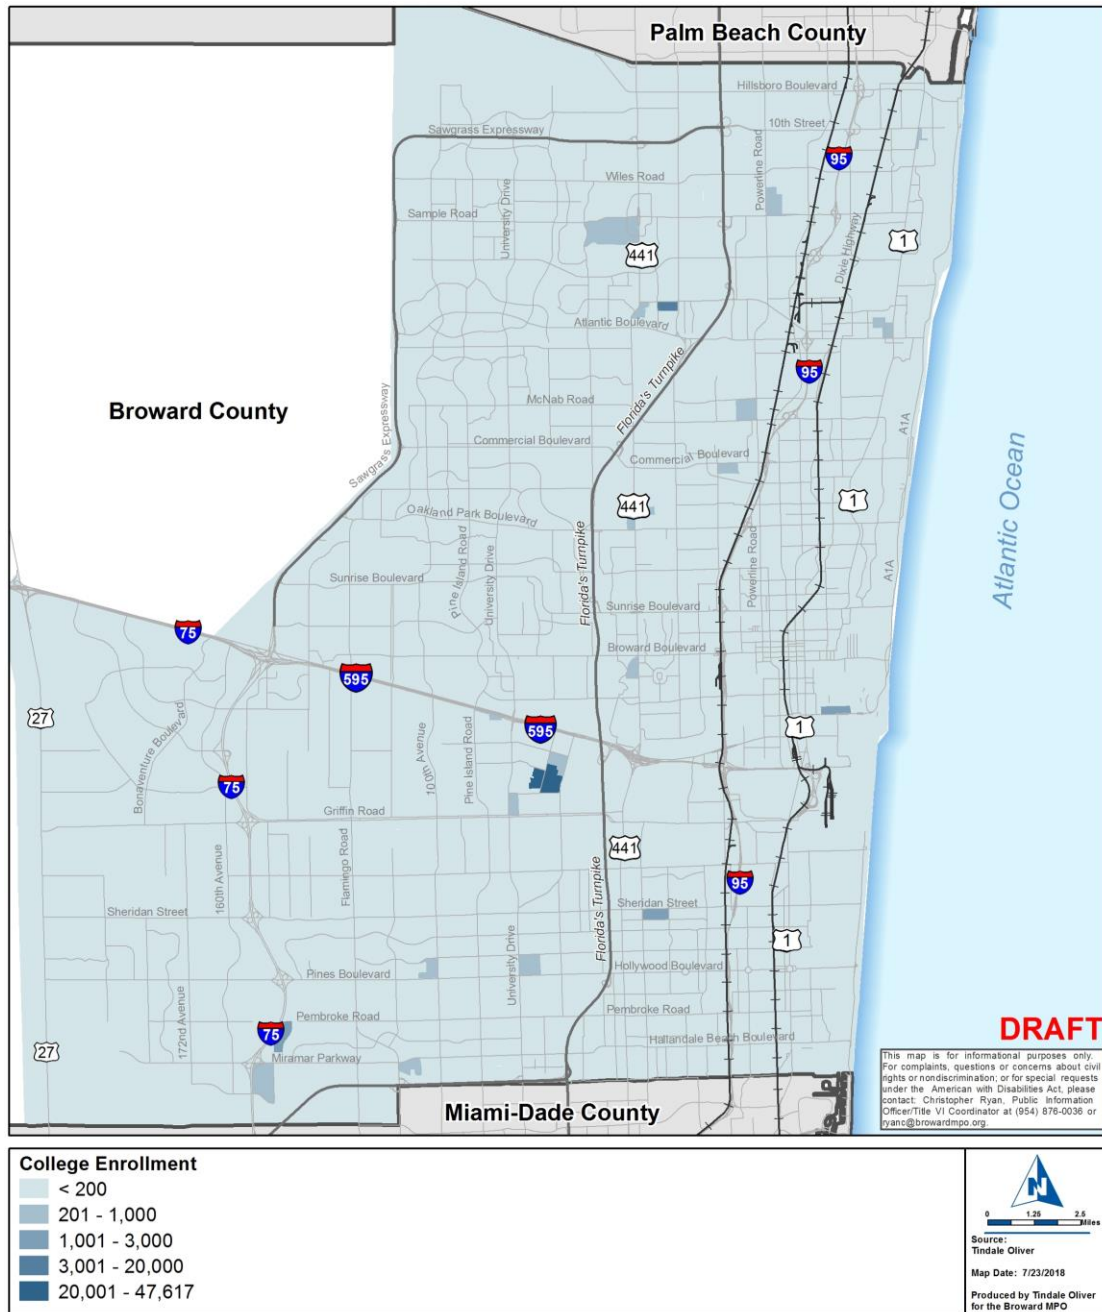 Palm Beach County
Hillsboro Boulevard
10th Street
Sawgrass Expressway
95
Powerline Road
Wiles Road
University Drive
Sample Road
441
1
Dixie Highway
Atlantic Boulevard
Florida's Turnpike
95
Broward County
McNab Road
Sawgrass Expressway
Commercial Boulevard
Commercial Boulevard
A1A
Atlantic Ocean
441
1
Oakland Park Boulevard
Pine Island Road
University Drive
Florida's Turnpike
Powerline Road
A1A
Sunrise Boulevard
Sunrise Boulevard
75
Broward Boulevard
595
27
Bonaventure Boulevard
100th Avenue
Pine Island Road
595
1
75
Griffin Road
441
160th Avenue
Flamingo Road
Florida's Turnpike
95
Sheridan Street
Sheridan Street
1
University Drive
Hollywood Boulevard
Pines Boulevard
172nd Avenue
Pembroke Road
Pembroke Road
75
27
Hallandale Beach Boulevard
Miramar Parkway
DRAFT
This map is for informational purposes only.
For complaints, questions or concerns about civil
rights or nondiscrimination; or for special requests
under the American with Disabilities Act, please
contact: Christopher Ryan, Public Information
Officer/Title VI Coordinator at (954) 876-0036 or
ryanc@browardmpo.org.
Miami-Dade County
College Enrollment
< 200
201 - 1,000
1,001 - 3,000
3,001 - 20,000
20,001 - 47,617
N
0 1.25 2.5
Miles
Source:
Tindale Oliver
Map Date: 7/23/2018
Produced by Tindale Oliver
for the Broward MPO